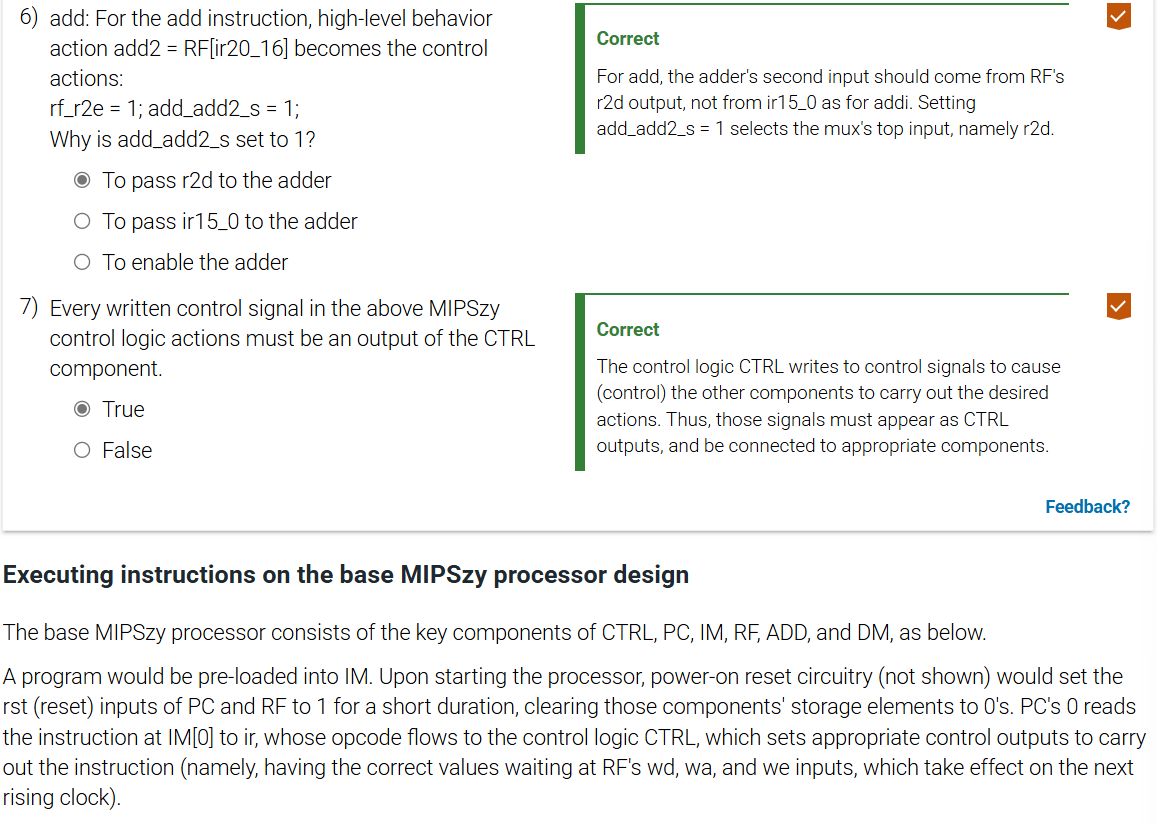 6) add: For the add instruction, high-level behavior
action add2 = RF[ir20_16] becomes the control
actions:
rf_r2e = 1; add_add2_s = 1;
Why is add_add2_s set to 1?
To pass r2d to the adder
To pass ir15_0 to the adder
To enable the adder
Correct
For add, the adder's second input should come from RF's
r2d output, not from ir15_0 as for addi. Setting
add_add2_s = 1 selects the mux's top input, namely r2d.
7) Every written control signal in the above MIPSzy
control logic actions must be an output of the CTRL
component.
True
False
Correct
The control logic CTRL writes to control signals to cause
(control) the other components to carry out the desired
actions. Thus, those signals must appear as CTRL
outputs, and be connected to appropriate components.
Feedback?
Executing instructions on the base MIPSzy processor design
The base MIPSzy processor consists of the key components of CTRL, PC, IM, RF, ADD, and DM, as below.
A program would be pre-loaded into IM. Upon starting the processor, power-on reset circuitry (not shown) would set the
rst (reset) inputs of PC and RF to 1 for a short duration, clearing those components' storage elements to 0's. PC's 0 reads
the instruction at IM[0] to ir, whose opcode flows to the control logic CTRL, which sets appropriate control outputs to carry
out the instruction (namely, having the correct values waiting at RF's wd, wa, and we inputs, which take effect on the next
rising clock).